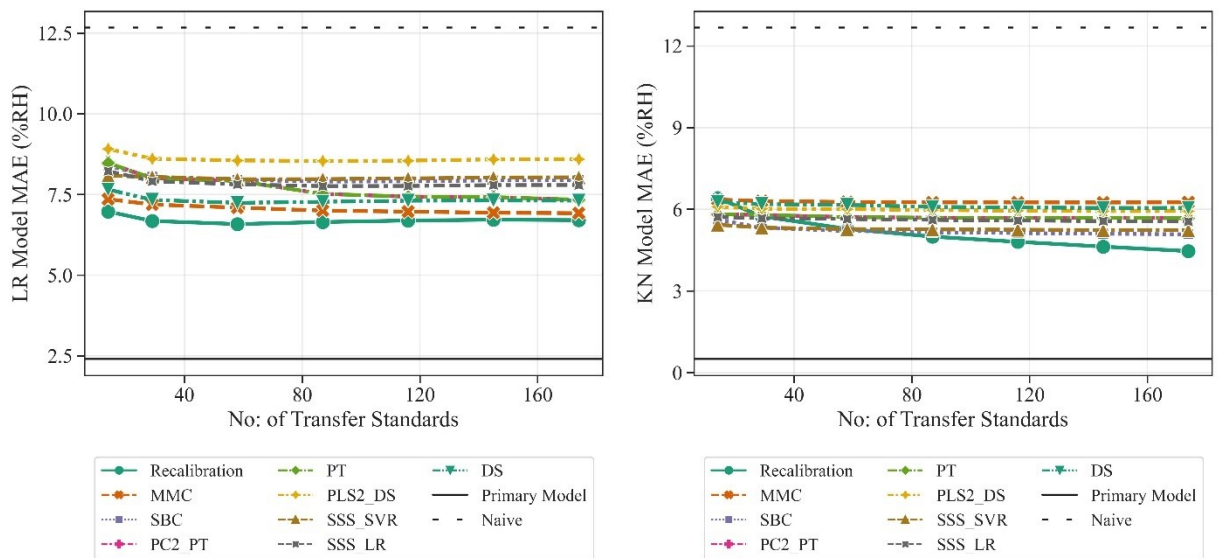 LR Model MAE (%RH)
12.5
10.0
7.5
5.0
2.5
40
80
120
160
No: of Transfer Standards
Recalibration
MMC
SBC
PC2_PT
PT
PLS2_DS
SSS_SVR
SSS_LR
DS
Primary Model
Naive
KN Model MAE (%RH)
12
9
6
3
0
40
80
120
160
No: of Transfer Standards
Recalibration
MMC
SBC
PC2_PT
PT
PLS2_DS
SSS_SVR
SSS_LR
DS
Primary Model
Naive